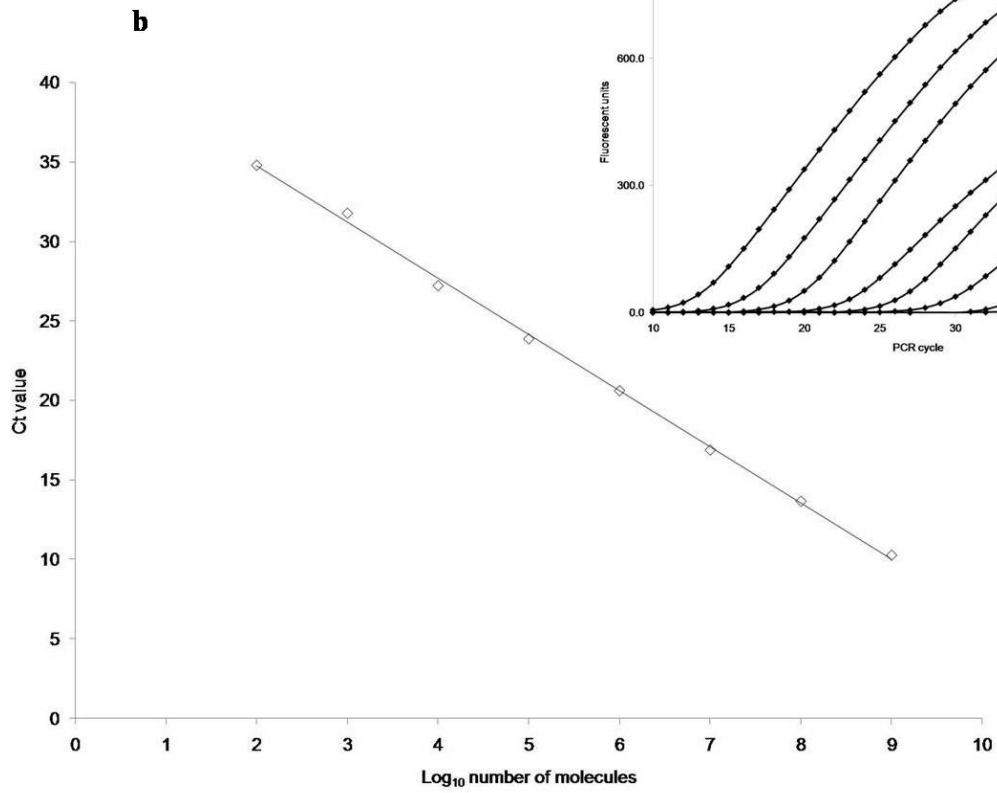 b
600.0
300.0
0.0
Fluorescent units
10 15 20 25 30
PCR cycle
40
35
30
25
20
15
10
5
0
Ct value
0 1 2 3 4 5 6 7 8 9 10
Log10 number of molecules